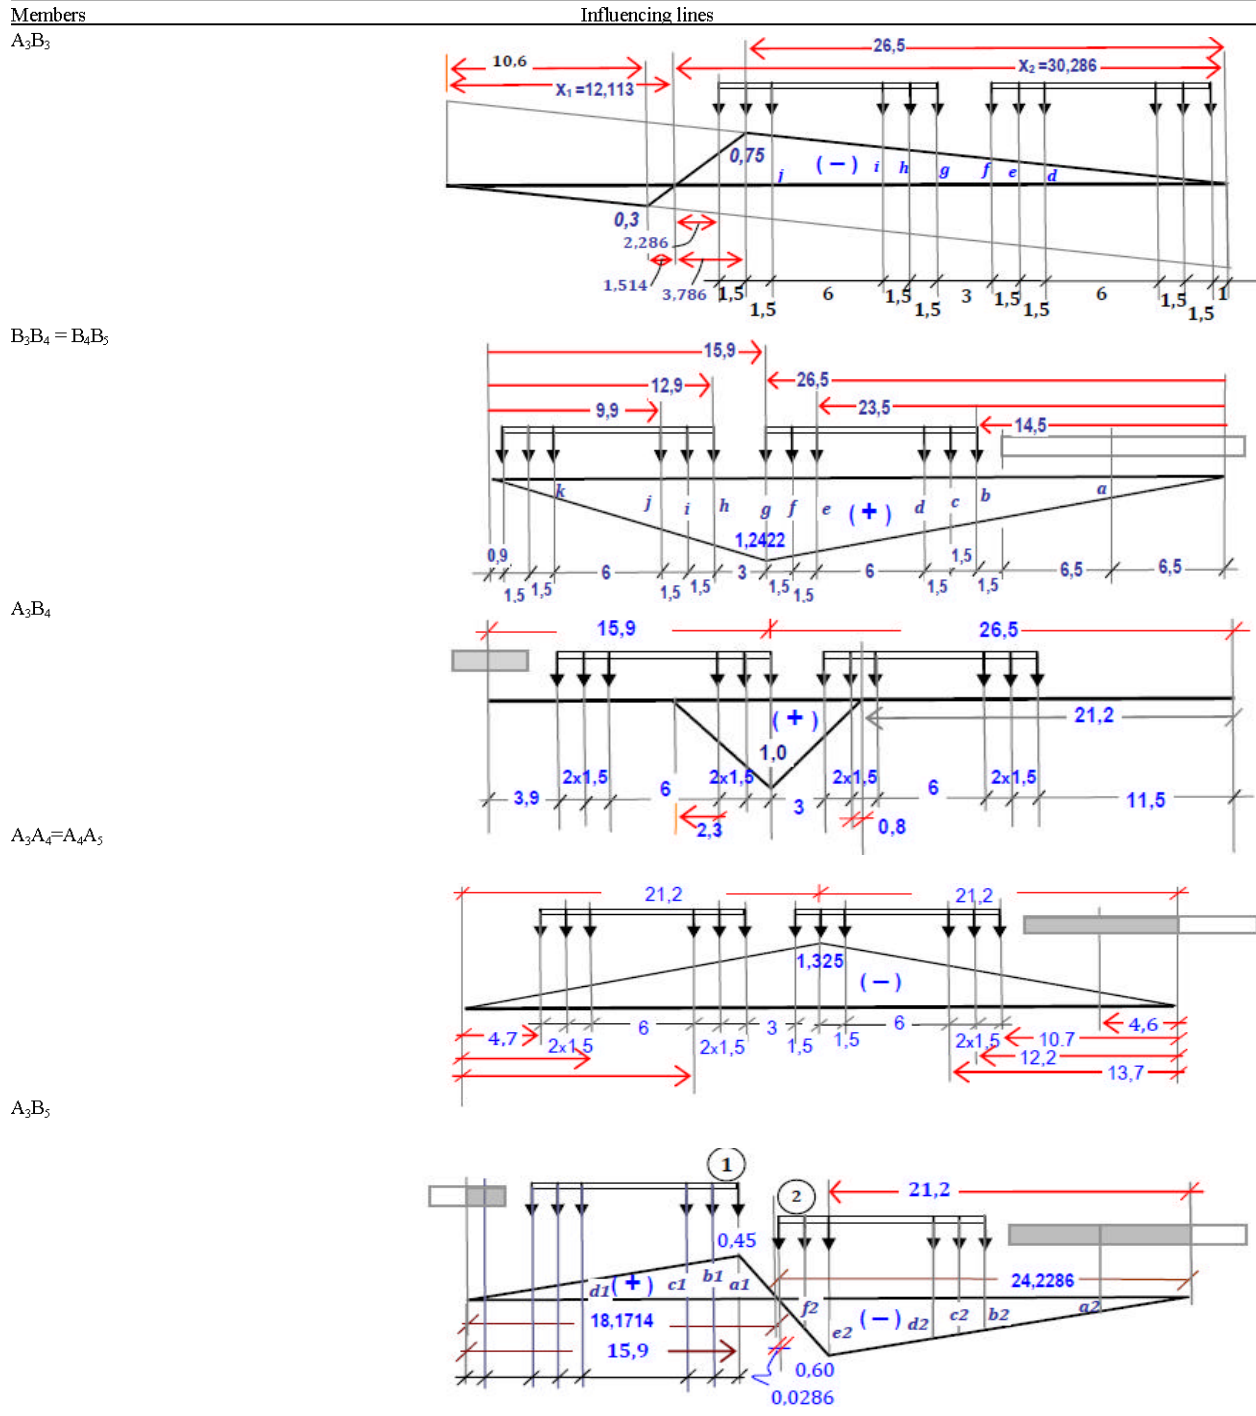 Members Influencing lines
A₃B₃
26,5
10,6
X₂ =30,286
X₁ =12,113
0,75
(−)
j i h g f e d
0,3
2,286
1,514 3,786 1,5 1,5 6 1,5 1,5 3 1,5 1,5 6 1,5 1,5 1
B₃B₄ = B₄B₅
15,9
12,9 26,5
9,9 23,5
14,5
k j i h g f e (+) d c b a
1,2422
0,9 1,5 1,5 6 1,5 1,5 3 1,5 1,5 6 1,5 1,5 1,5 6,5 6,5
A₃B₄
15,9 26,5
(+) 21,2
1,0
3,9 2x1,5 6 2x1,5 3 2x1,5 6 2x1,5 11,5
2,3 0,8
A₃A₄=A₄A₅
21,2 21,2
1,325
(−)
4,7 2x1,5 6 2x1,5 3 1,5 1,5 6 2x1,5 4,6
10.7
12,2
13,7
A₃B₅
1
2 21,2
0,45
d1 (+) c1 b1 a1 24,2286
f2 e2 (−) d2 c2 b2 a2
18,1714
15,9
0,60
0,0286